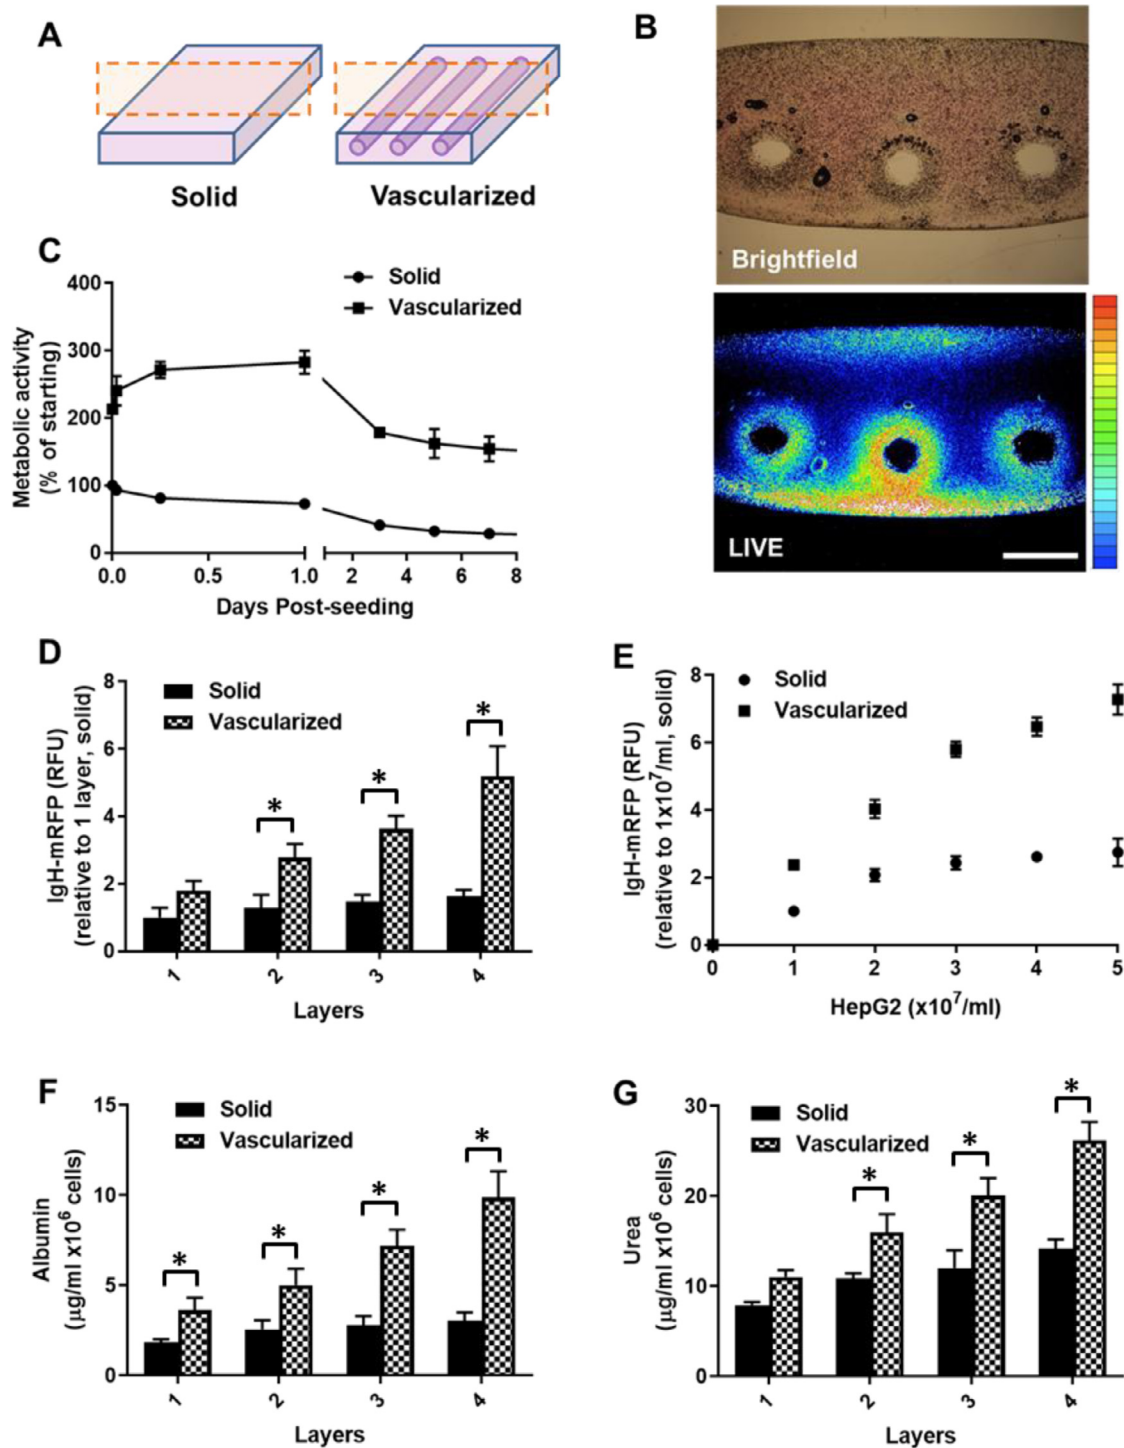 A
Solid
Vascularized
B
Brightfield
LIVE
C
Solid
Vascularized
Metabolic activity
(% of starting)
400
300
200
100
0
0.0
0.5
1.0
2
4
6
8
Days Post-seeding
D
Solid
Vascularized
IgH-mRFP (RFU)
(relative to 1 layer, solid)
8
6
4
2
0
*
*
*
1
2
3
4
Layers
E
Solid
Vascularized
IgH-mRFP (RFU)
(relative to 1x10⁷/ml, solid)
8
6
4
2
0
0
1
2
3
4
5
HepG2 (x10⁷/ml)
F
Solid
Vascularized
Albumin
(µg/ml x10⁶ cells)
15
10
5
0
*
*
*
*
1
2
3
4
Layers
G
Solid
Vascularized
Urea
(µg/ml x10⁶ cells)
30
20
10
0
*
*
*
1
2
3
4
Layers